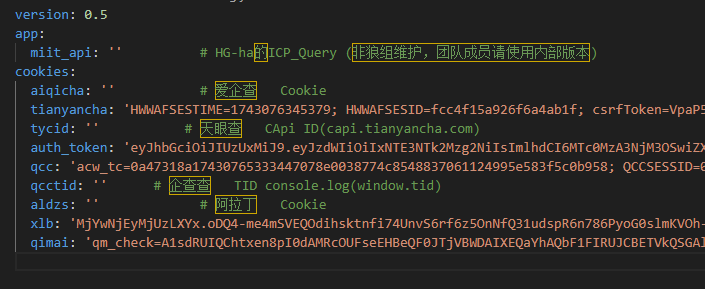 version: 0.5
app:
miit_api: '' # HG-ha的ICP_Query (非狼组维护，团队成员请使用内部版本)
cookies:
aiqicha: '' # 爱企查 Cookie
tianyancha: 'HWWAFSESTIME=1743076345379; HWWAFSESID=fcc4f15a926f6a4ab1f; csrfToken=VpaP5
tycid: '' # 天眼查 CApi ID(capi.tianyancha.com)
auth_token: 'eyJhbGciOiJIUzUxMiJ9.eyJzdWIiOiIxNTE3NTk2Mzg2NiIsImlhdCI6MTc0MzA3NjM3OSwiZX
qcc: 'acw_tc=0a47318a17430765333447078e0038774c8548837061124995e583f5c0b958; QCCSESSID=
qcctid: '' # 企查查 TID console.log(window.tid)
aldzs: '' # 阿拉丁 Cookie
xlb: 'MjYwNjEyMjUzLXYx.oDQ4-me4mSVEQOdihsktnfi74UnvS6rf6z5OnNfQ31udspR6n786PyoG0slmKVOh-
qimai: 'qm_check=A1sdRUIQChtxen8pI0dAMRcOUFseEHBeQF0JTjVBWDAIXEQaYhAQbF1FIRUJCBETVkQSGAl